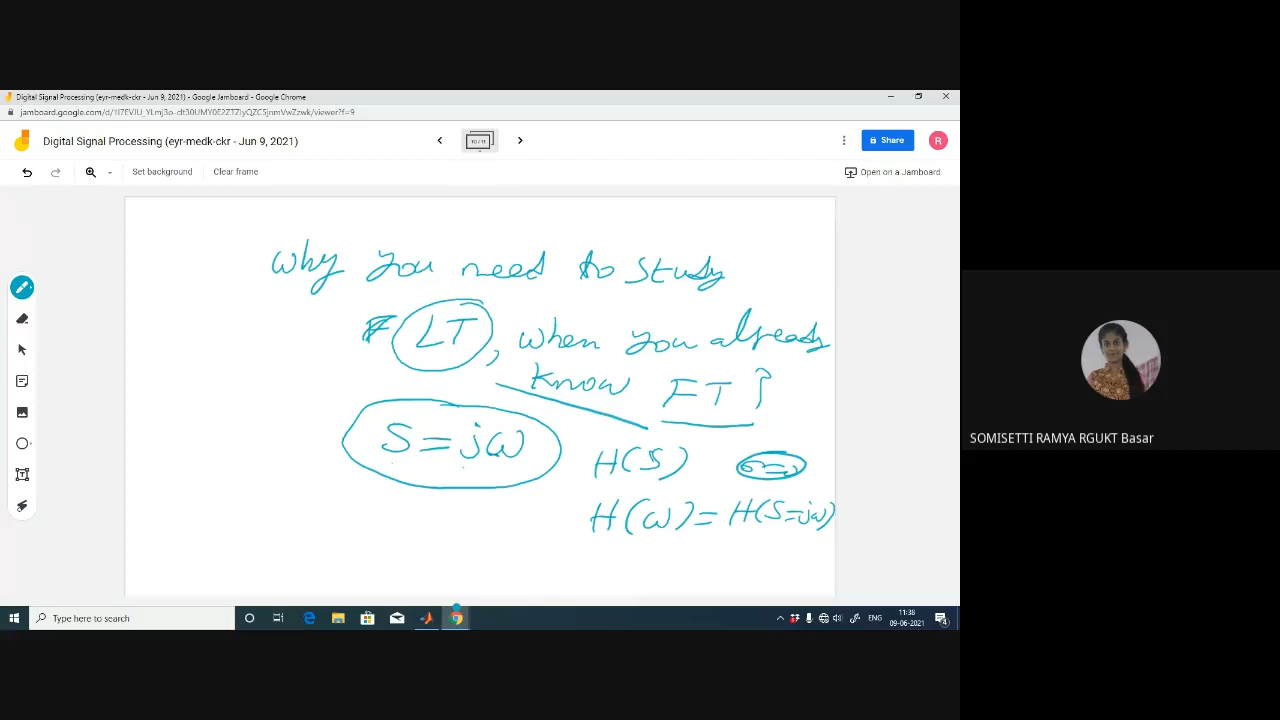 Digital Signal Processing (eyr-medk-ckr - Jun 9, 2021) - Google Jamboard - Google Chrome
Digital Signal Processing (eyr-medk-ckr - Jun 9, 2021)
10 / 11
Share
R
Set background
Clear frame
Open on a Jamboard
Why you need to study
LT, when you already
know FT?
S = jω
H(S)
H(ω) = H(S=jω)
SOMISETTI RAMYA RGUKT Basar
Type here to search
ENG
11:38
09-06-2021
4